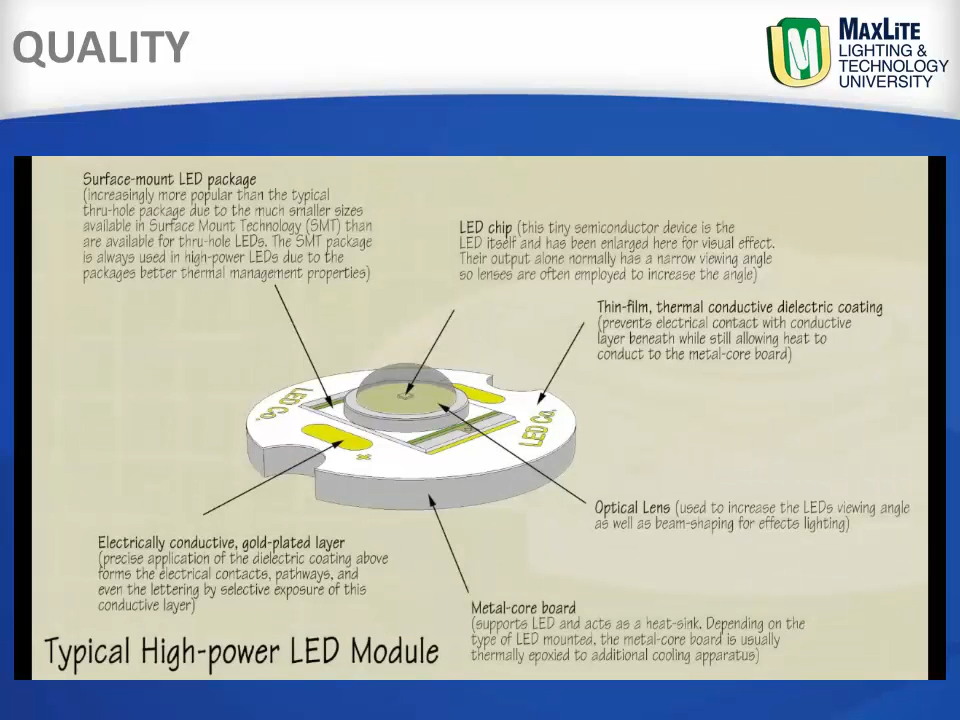 QUALITY
MAXLITE
LIGHTING &
TECHNOLOGY
UNIVERSITY
Surface-mount LED package
(increasingly more popular than the typical
thru-hole package due to the much smaller sizes
available in Surface Mount Technology (SMT) than
are available for thru-hole LEDs. The SMT package
is always used in high-power LEDs due to the
packages better thermal management properties)
LED chip (this tiny semiconductor device is the
LED itself and has been enlarged here for visual effect.
Their output alone normally has a narrow viewing angle
so lenses are often employed to increase the angle)
Thin-film, thermal conductive dielectric coating
(prevents electrical contact with conductive
layer beneath while still allowing heat to
conduct to the metal-core board)
LED Co.
LED Co.
+
Optical Lens (used to increase the LEDs viewing angle
as well as beam-shaping for effects lighting)
Electrically conductive, gold-plated layer
(precise application of the dielectric coating above
forms the electrical contacts, pathways, and
even the lettering by selective exposure of this
conductive layer)
Metal-core board
(supports LED and acts as a heat-sink. Depending on the
type of LED mounted, the metal-core board is usually
thermally epoxied to additional cooling apparatus)
Typical High-power LED Module